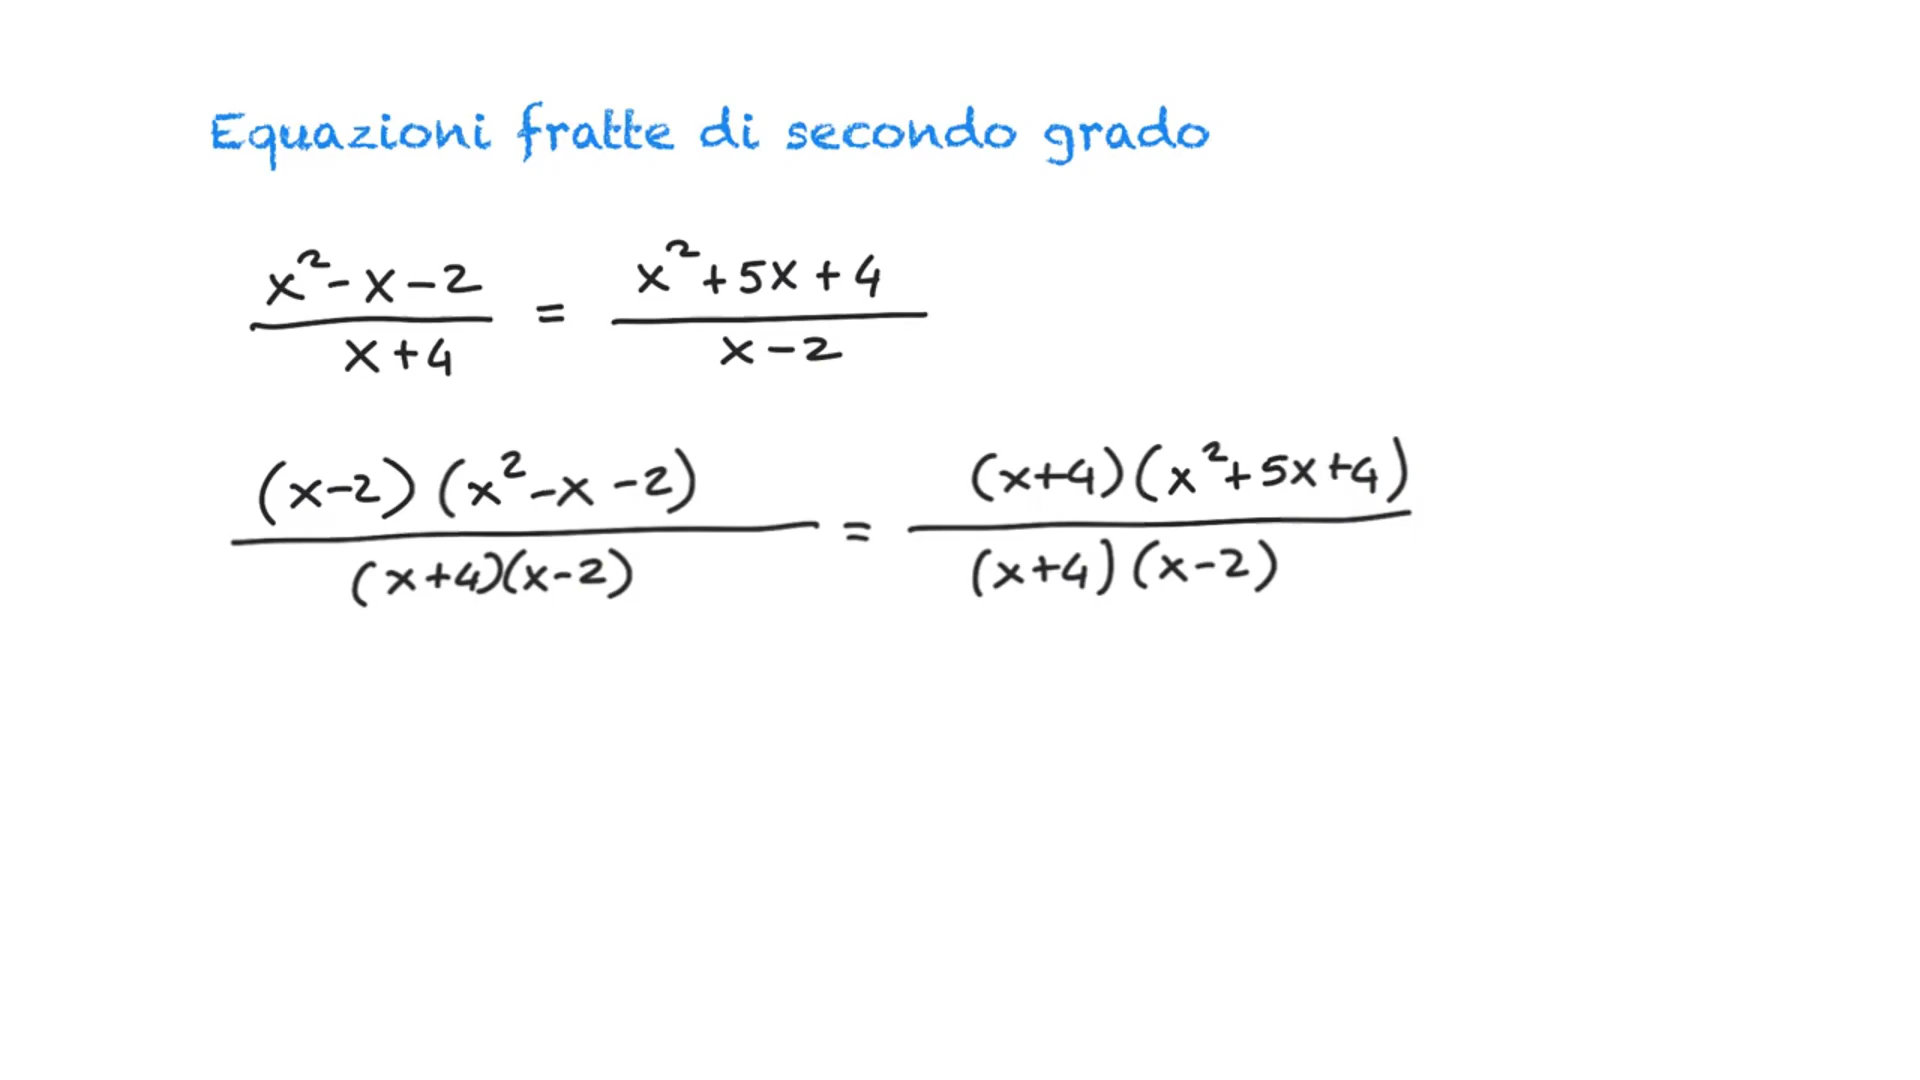 Equazioni fratte di secondo grado
x²-x-2 = x²+5x+4
x+4 x-2
(x-2)(x²-x-2) = (x+4)(x²+5x+4)
(x+4)(x-2) (x+4)(x-2)